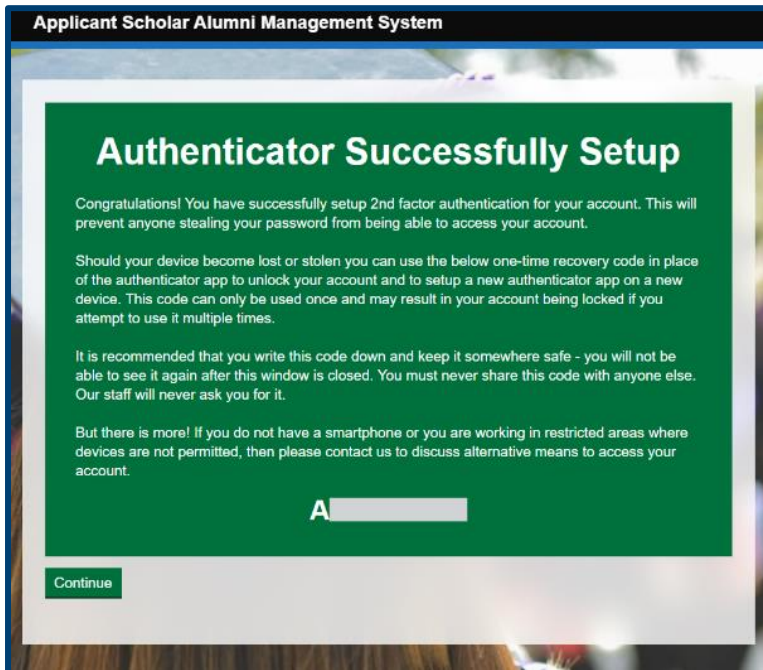 Applicant Scholar Alumni Management System
Authenticator Successfully Setup
Congratulations! You have successfully setup 2nd factor authentication for your account. This will
prevent anyone stealing your password from being able to access your account.
Should your device become lost or stolen you can use the below one-time recovery code in place
of the authenticator app to unlock your account and to setup a new authenticator app on a new
device. This code can only be used once and may result in your account being locked if you
attempt to use it multiple times.
It is recommended that you write this code down and keep it somewhere safe - you will not be
able to see it again after this window is closed. You must never share this code with anyone else.
Our staff will never ask you for it.
But there is more! If you do not have a smartphone or you are working in restricted areas where
devices are not permitted, then please contact us to discuss alternative means to access your
account.
A
Continue